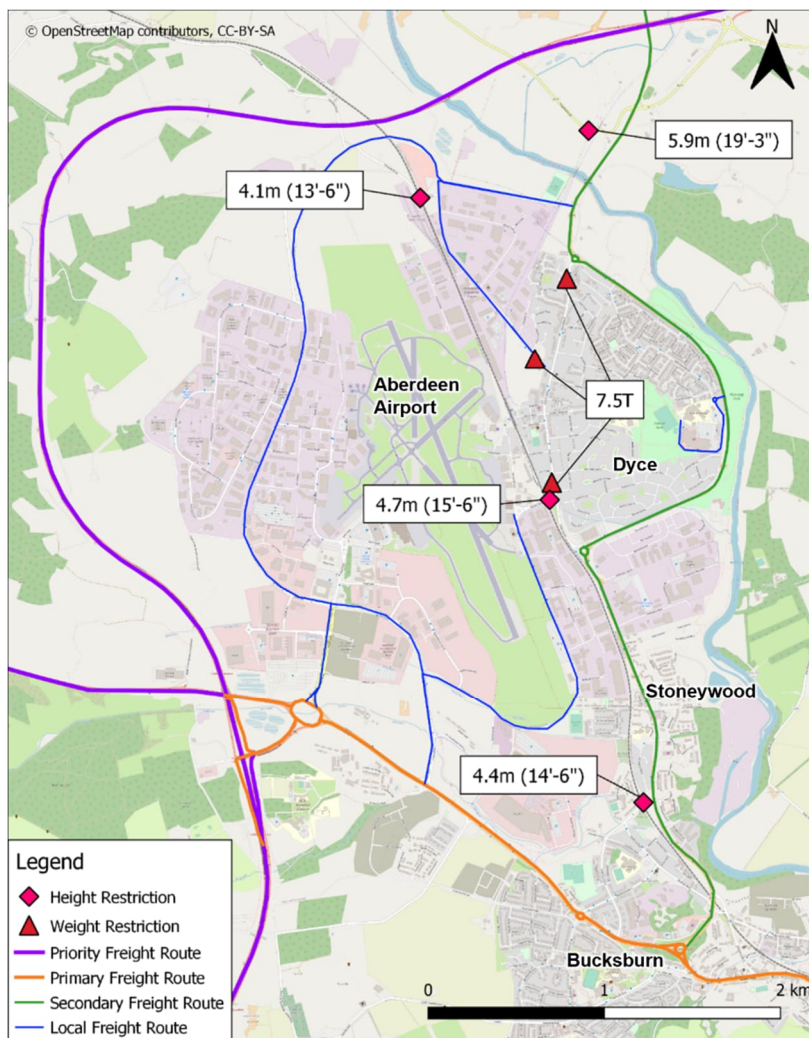 © OpenStreetMap contributors, CC-BY-SA
N
5.9m (19'-3")
4.1m (13'-6")
Aberdeen
Airport
7.5T
Dyce
4.7m (15'-6")
Stoneywood
4.4m (14'-6")
Legend
Height Restriction
Weight Restriction
Priority Freight Route
Primary Freight Route
Secondary Freight Route
Local Freight Route
Bucksburn
0 1 2 km